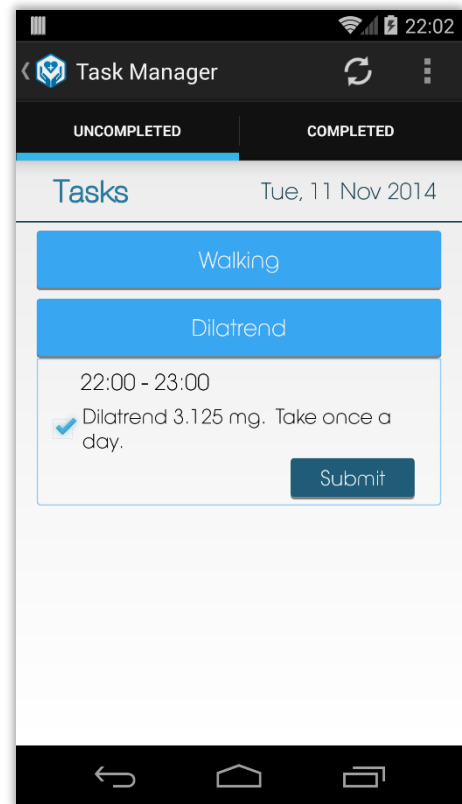 22:02
Task Manager
UNCOMPLETED COMPLETED
Tasks Tue, 11 Nov 2014
Walking
Dilatrend
22:00 - 23:00
Dilatrend 3.125 mg. Take once a
day.
Submit